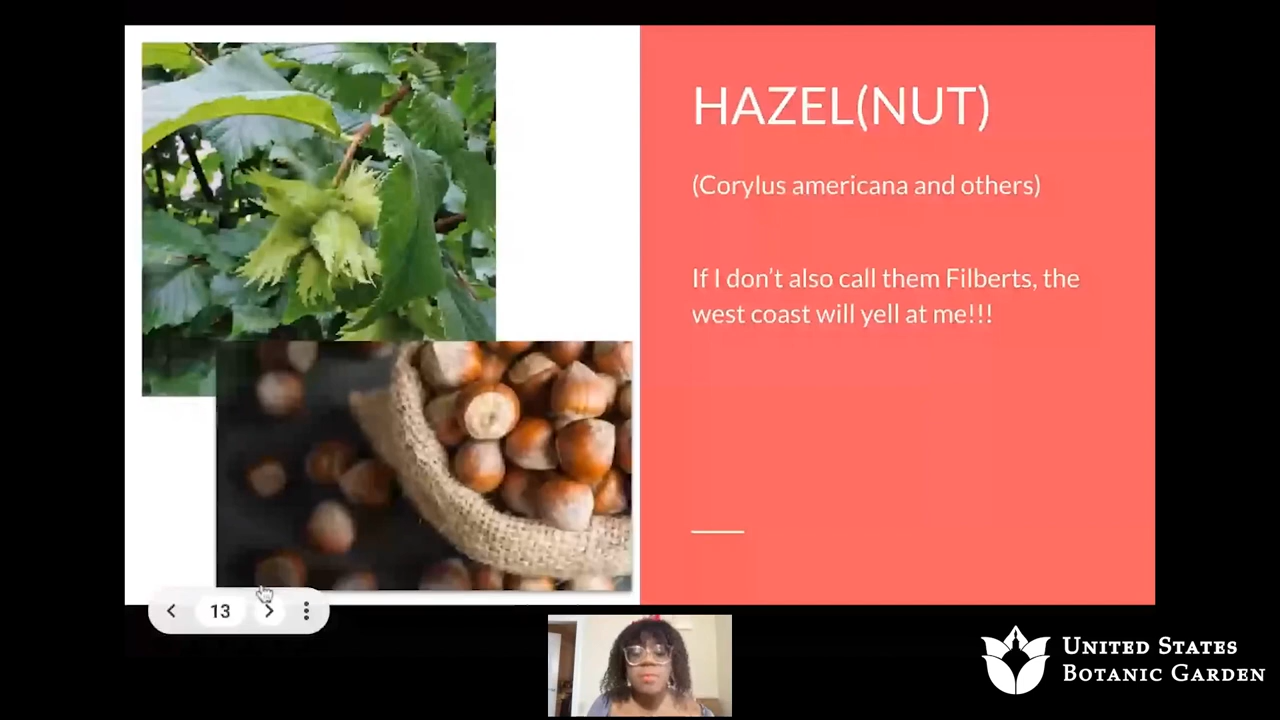 HAZEL(NUT)
(Corylus americana and others)
If I don't also call them Filberts, the
west coast will yell at me!!!
13
UNITED STATES
BOTANIC GARDEN